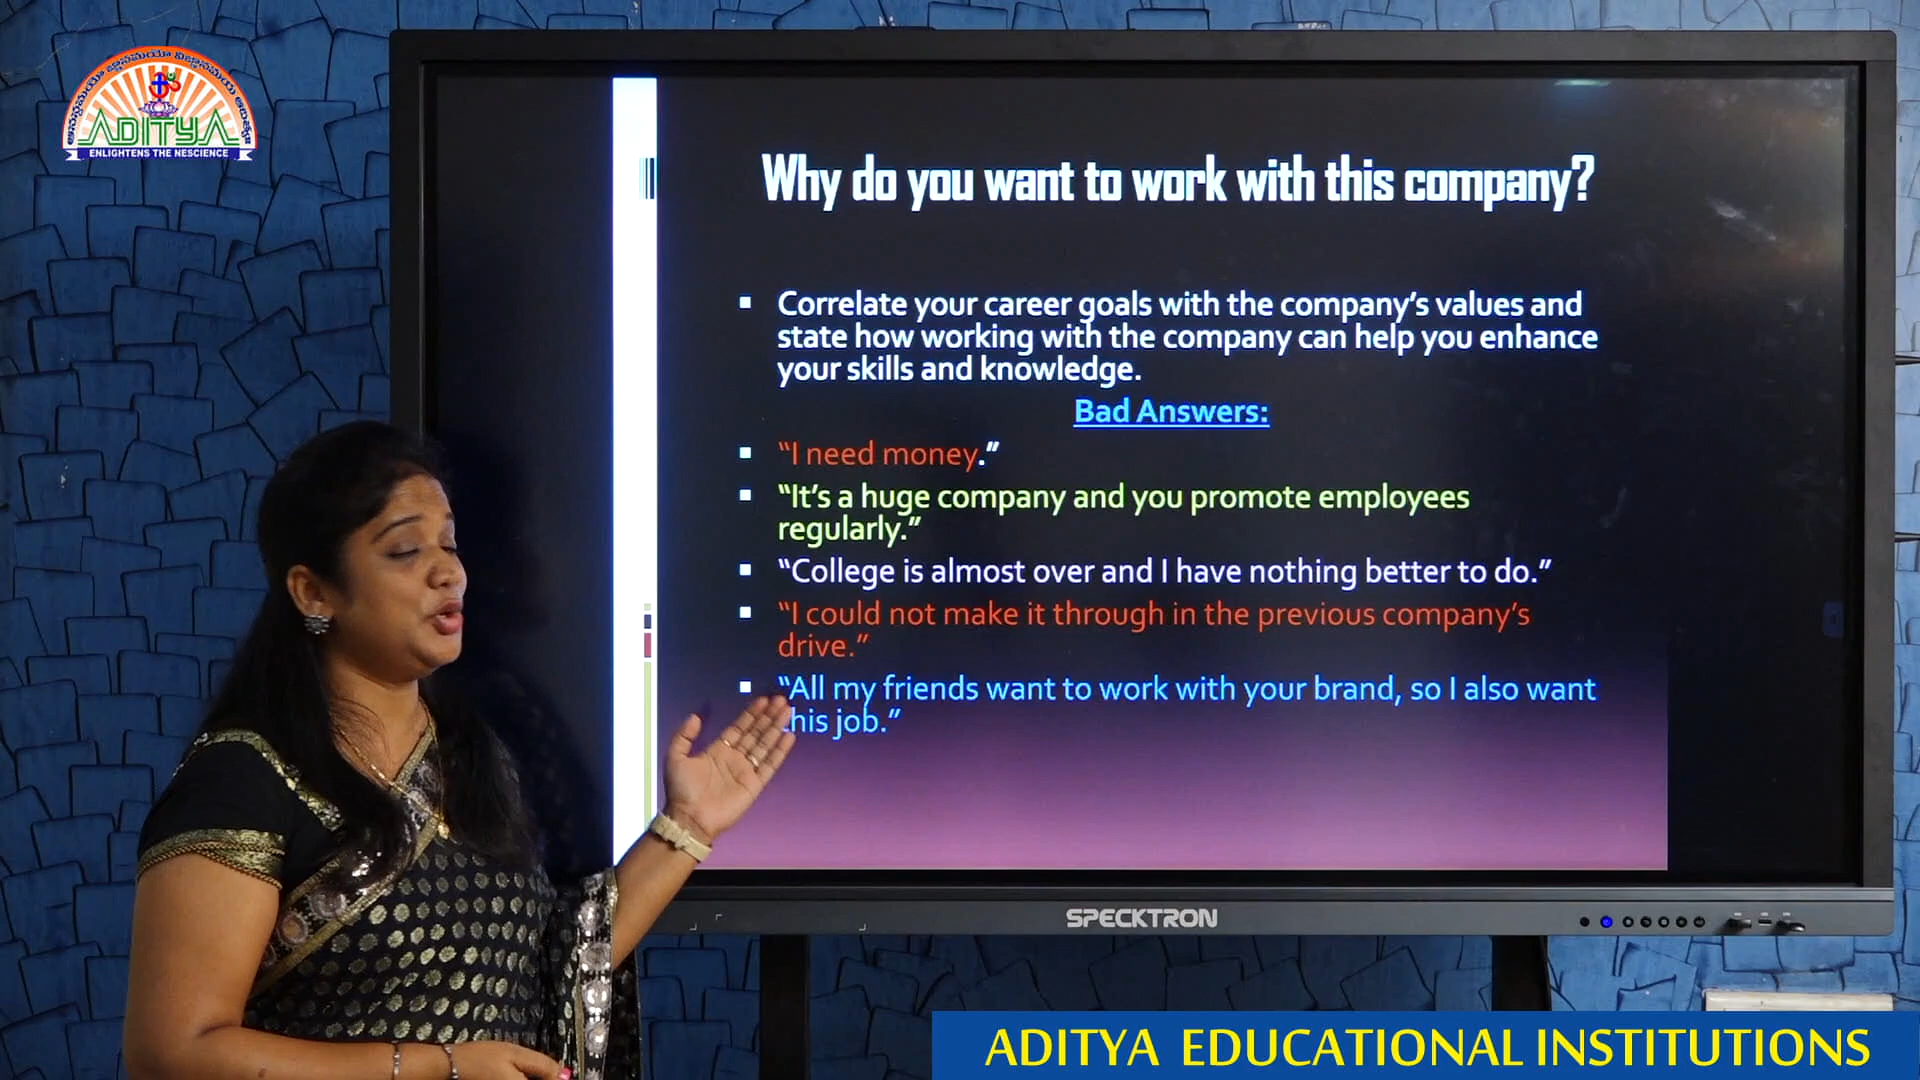 ADITYA
ENLIGHTENS THE NESCIENCE
Why do you want to work with this company?
Correlate your career goals with the company's values and
state how working with the company can help you enhance
your skills and knowledge.
Bad Answers:
"I need money."
"It's a huge company and you promote employees
regularly."
"College is almost over and I have nothing better to do."
"I could not make it through in the previous company's
drive."
"All my friends want to work with your brand, so I also want
this job."
SPECKTRON
ADITYA EDUCATIONAL INSTITUTIONS